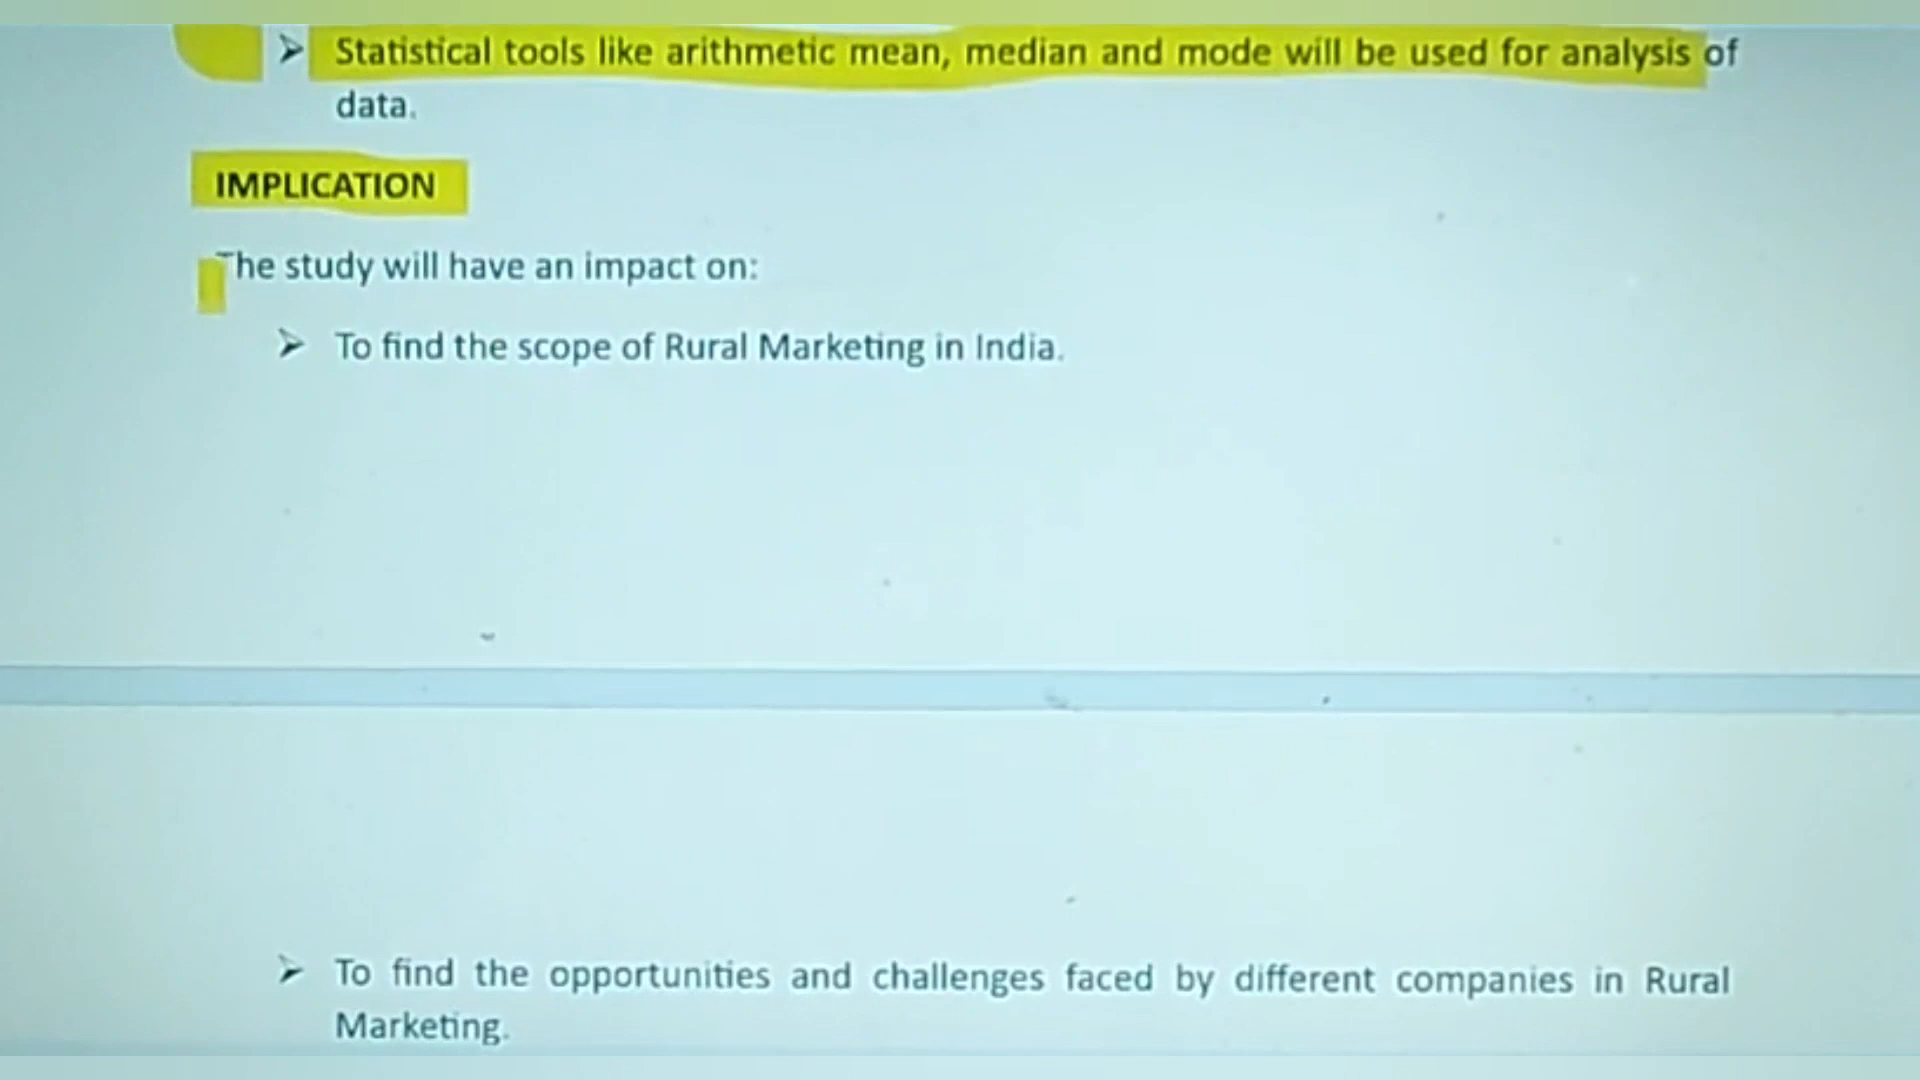 ➤ Statistical tools like arithmetic mean, median and mode will be used for analysis of
data.
IMPLICATION
The study will have an impact on:
➤ To find the scope of Rural Marketing in India.
➤ To find the opportunities and challenges faced by different companies in Rural
Marketing.